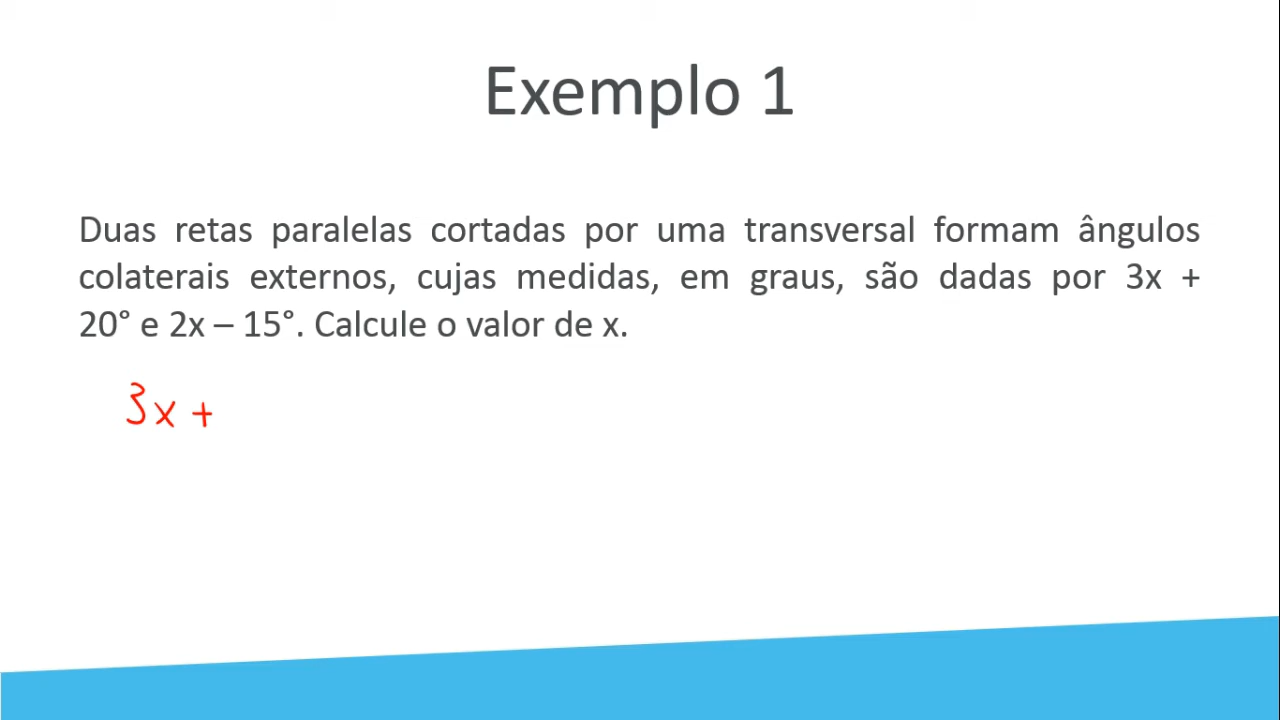 Exemplo 1
Duas retas paralelas cortadas por uma transversal formam ângulos
colaterais externos, cujas medidas, em graus, são dadas por 3x +
20° e 2x – 15°. Calcule o valor de x.
3x +